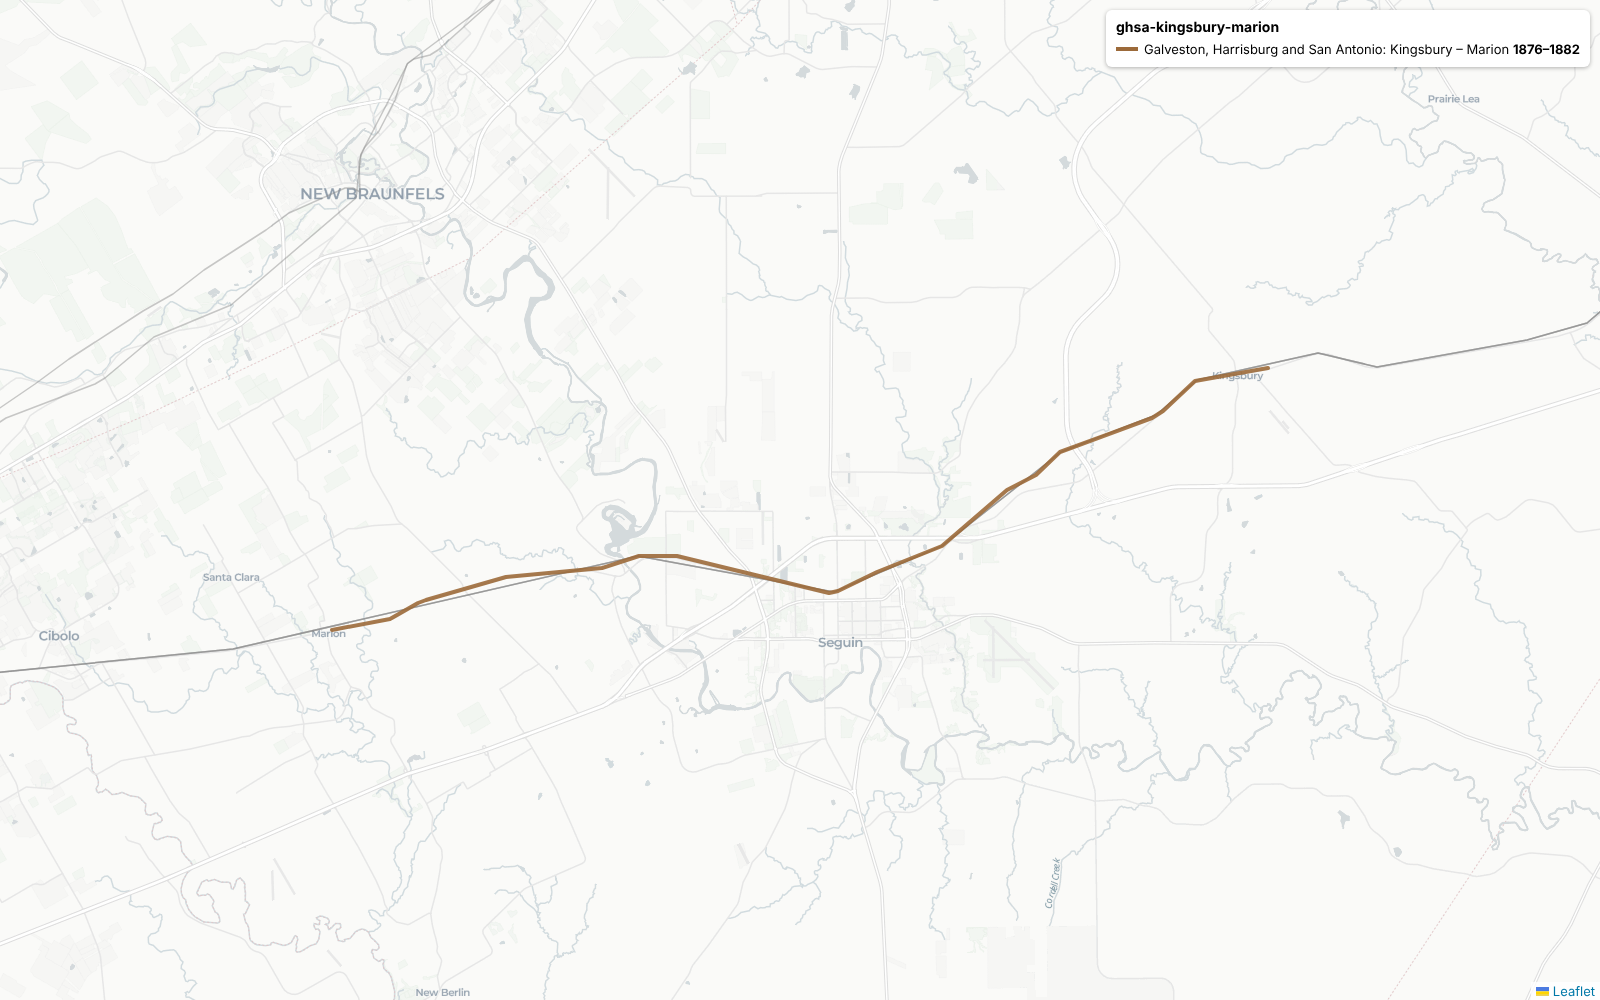 ghsa-kingsbury-marion
Galveston, Harrisburg and San Antonio: Kingsbury – Marion 1876–1882
Prairie Lea
NEW BRAUNFELS
Kingsbury
Santa Clara
Marion
Cibolo
Seguin
Cordell Creek
New Berlin
Leaflet